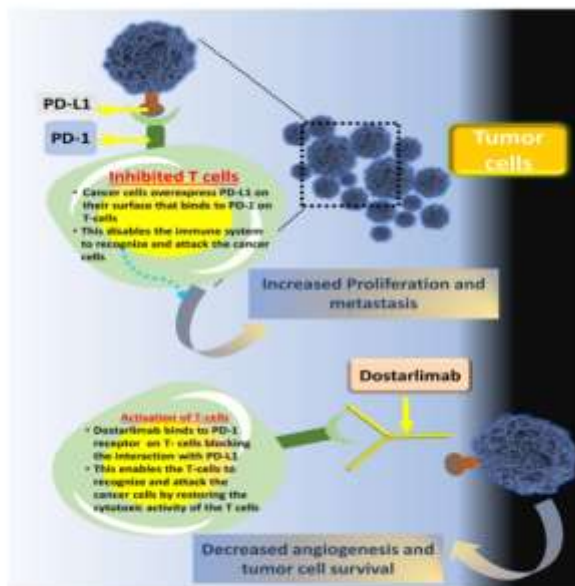 PD-L1
PD-1
Tumor
cells
Inhibited T cells
• Cancer cells overexpress PD-L1 on
their surface that binds to PD-1 on
T-cells
• This disables the immune system
to recognize and attack the cancer
cells
Increased Proliferation and
metastasis
Dostarlimab
Activation of T-cells
• Dostarlimab binds to PD-1
receptor on T- cells blocking
the interaction with PD-L1
• This enables the T-cells to
recognize and attack the
cancer cells by restoring the
cytotoxic activity of the T cells
Decreased angiogenesis and
tumor cell survival